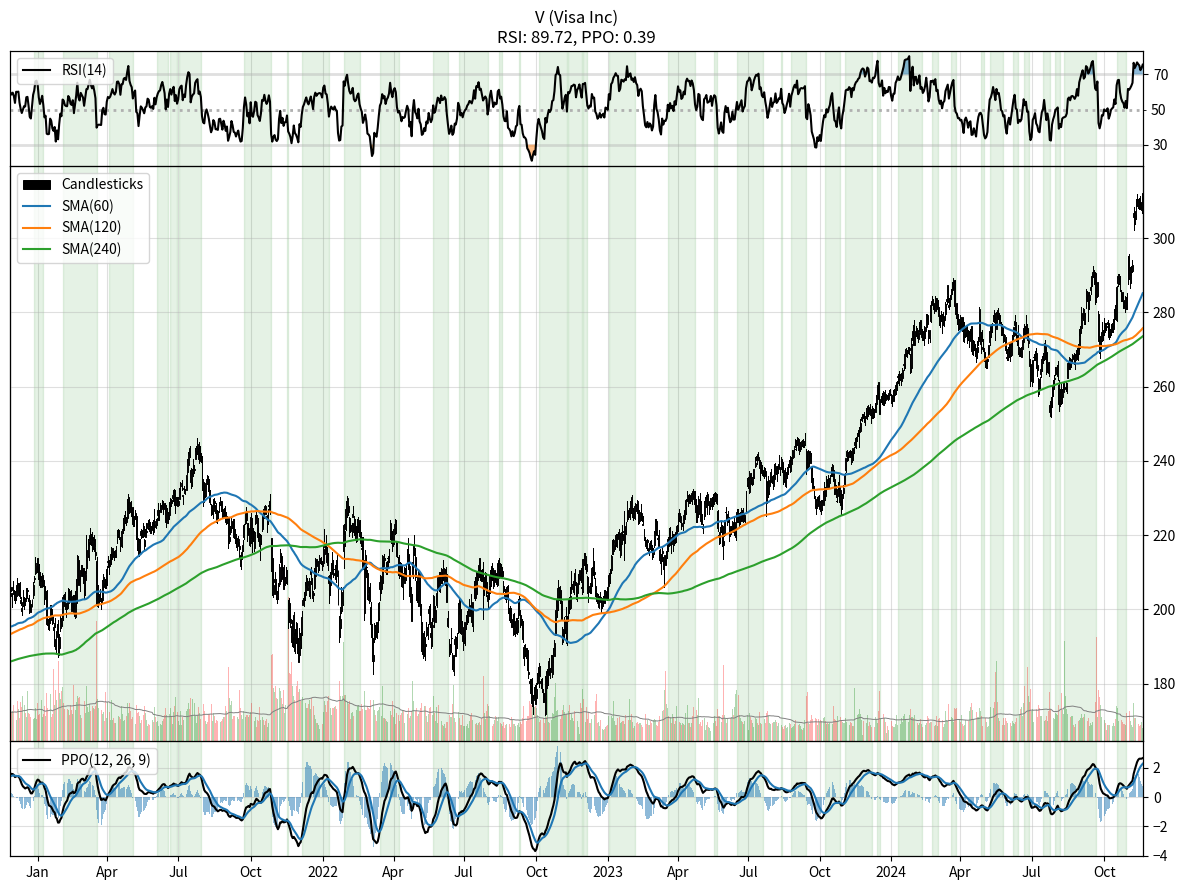 V (Visa Inc)
RSI: 89.72, PPO: 0.39
RSI(14)
70
50
30
Candlesticks
SMA(60)
SMA(120)
SMA(240)
300
280
260
240
220
200
180
PPO(12, 26, 9)
2
0
−2
−4
Jan Apr Jul Oct 2022 Apr Jul Oct 2023 Apr Jul Oct 2024 Apr Jul Oct